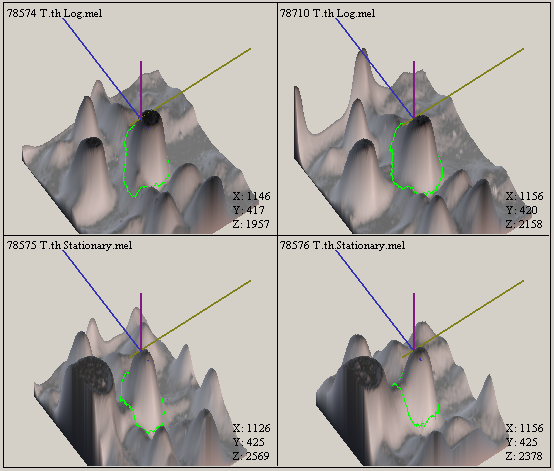 78574 T.th Log.mel
X: 1146
Y: 417
Z: 1957
78710 T.th Log.mel
X: 1156
Y: 420
Z: 2158
78575 T.th Stationary.mel
X: 1126
Y: 425
Z: 2569
78576 T.th Stationary.mel
X: 1156
Y: 425
Z: 2378